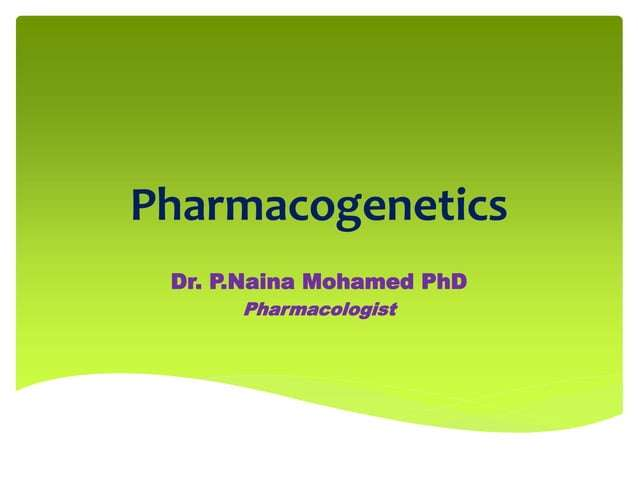 Pharmacogenetics
Dr. P.Naina Mohamed PhD
Pharmacologist